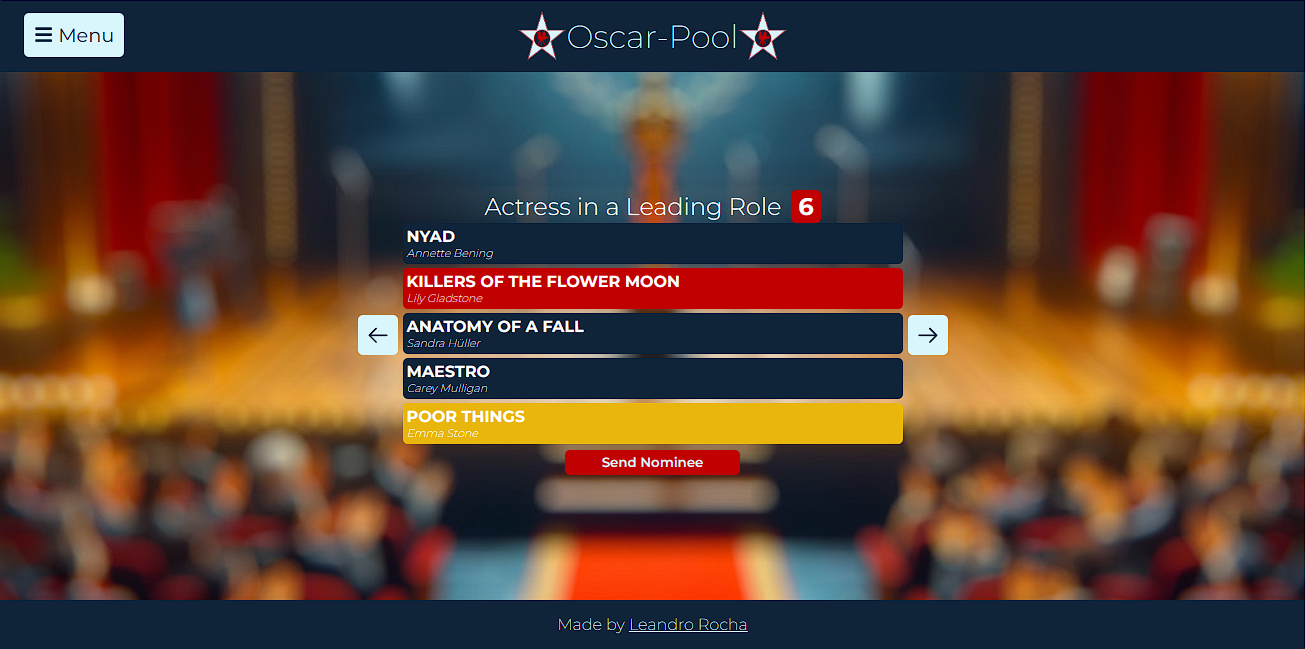 Menu
Oscar-Pool
Actress in a Leading Role 6
NYAD
Annette Bening
KILLERS OF THE FLOWER MOON
Lily Gladstone
ANATOMY OF A FALL
Sandra Hüller
MAESTRO
Carey Mulligan
POOR THINGS
Emma Stone
Send Nominee
Made by Leandro Rocha